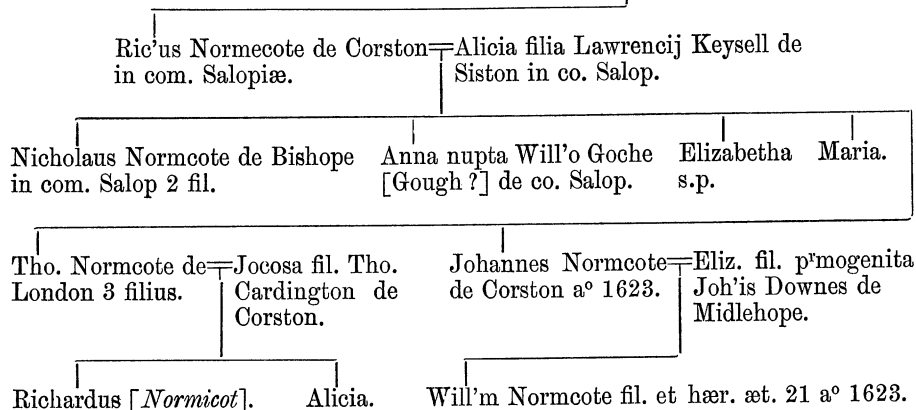 Ric'us Normecote de Corston
in com. Salopiæ.
Alicia filia Lawrencij Keysell de
Siston in co. Salop.
Nicholaus Normcote de Bishope
in com. Salop 2 fil.
Anna nupta Will'o Goche
[Gough?] de co. Salop.
Elizabetha
s.p.
Maria.
Tho. Normcote de
London 3 filius.
Jocosa fil. Tho.
Cardington de
Corston.
Johannes Normcote
de Corston aº 1623.
Eliz. fil. pʳmogenita
Joh'is Downes de
Midlehope.
Richardus [Normicot].
Alicia.
Will'm Normcote fil. et hær. æt. 21 aº 1623.